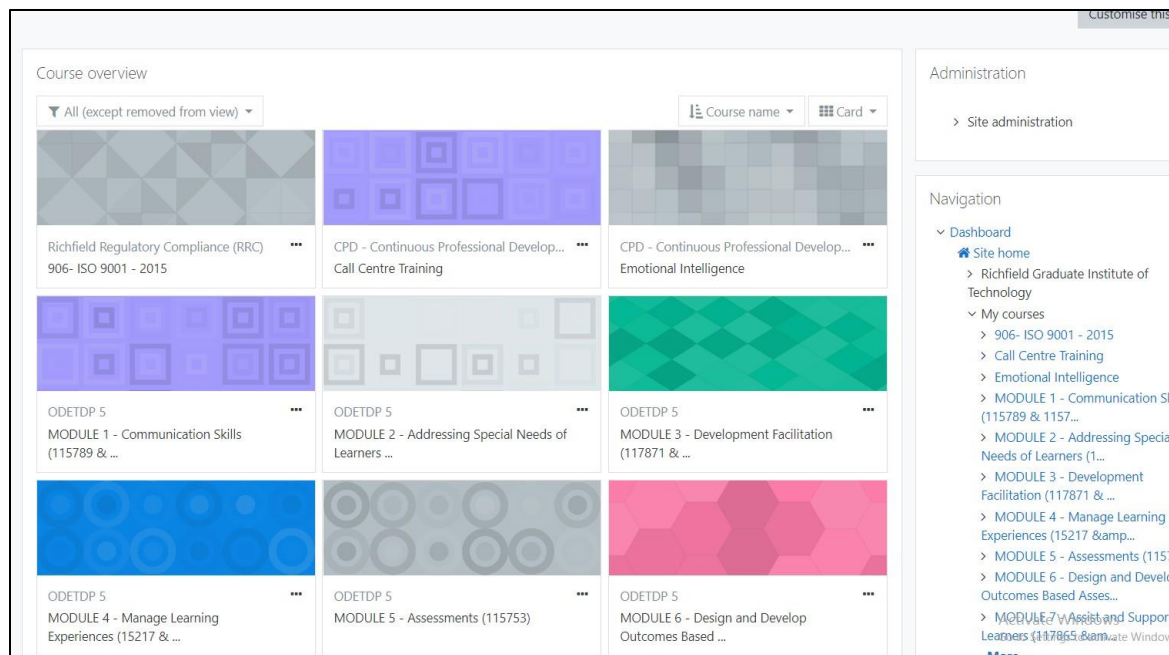 Customise this
Course overview
All (except removed from view)
Course name
Card
Richfield Regulatory Compliance (RRC)
906- ISO 9001 - 2015
CPD - Continuous Professional Develop...
Call Centre Training
CPD - Continuous Professional Develop...
Emotional Intelligence
ODETDP 5
MODULE 1 - Communication Skills
(115789 & ...
ODETDP 5
MODULE 2 - Addressing Special Needs of
Learners ...
ODETDP 5
MODULE 3 - Development Facilitation
(117871 & ...
ODETDP 5
MODULE 4 - Manage Learning
Experiences (15217 & ...
ODETDP 5
MODULE 5 - Assessments (115753)
ODETDP 5
MODULE 6 - Design and Develop
Outcomes Based ...
Administration
Site administration
Navigation
Dashboard
Site home
Richfield Graduate Institute of
Technology
My courses
906- ISO 9001 - 2015
Call Centre Training
Emotional Intelligence
MODULE 1 - Communication
(115789 & 1157...
MODULE 2 - Addressing
Needs of Learners (1...
MODULE 3 - Development
Facilitation (117871 & ...
MODULE 4 - Manage Learning
Experiences (15217 &amp...
MODULE 5 - Assessments
MODULE 6 - Design and
Outcomes Based Asses...
MODULE 7 - Assist and
Learners (117865
Activate Windows